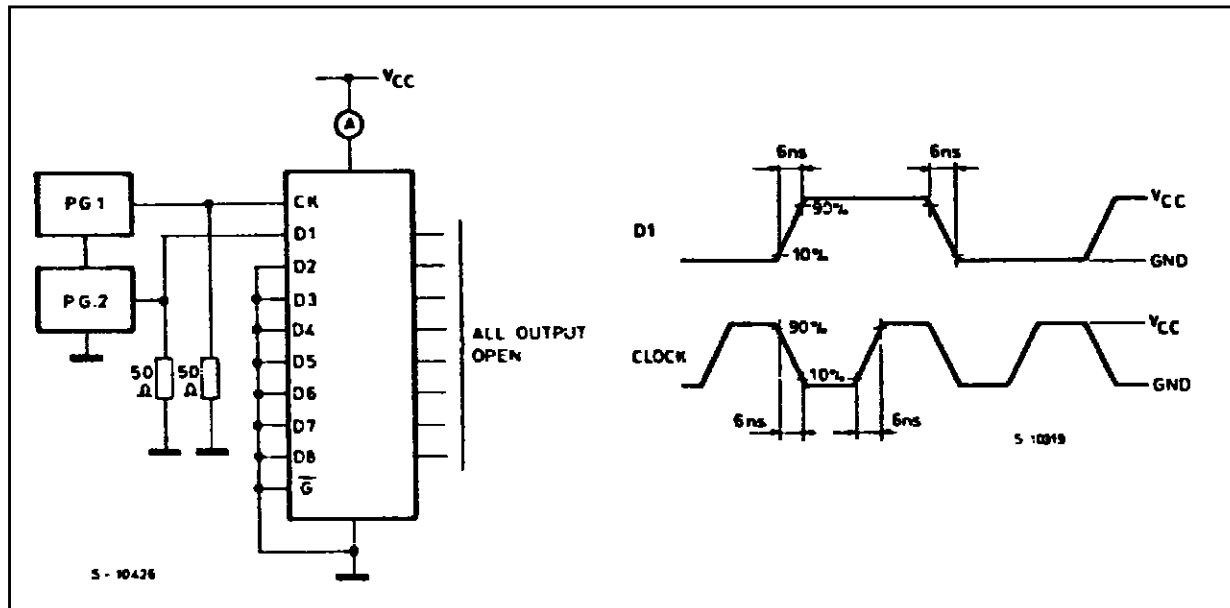 VCC
A
PG.1
PG.2
50
Ω
50
Ω
CK
D1
D2
D3
D4
D5
D6
D7
D8
G̅
ALL OUTPUT
OPEN
S - 10426
6ns
6ns
D1
90%
10%
VCC
GND
CLOCK
90%
10%
VCC
GND
6ns
6ns